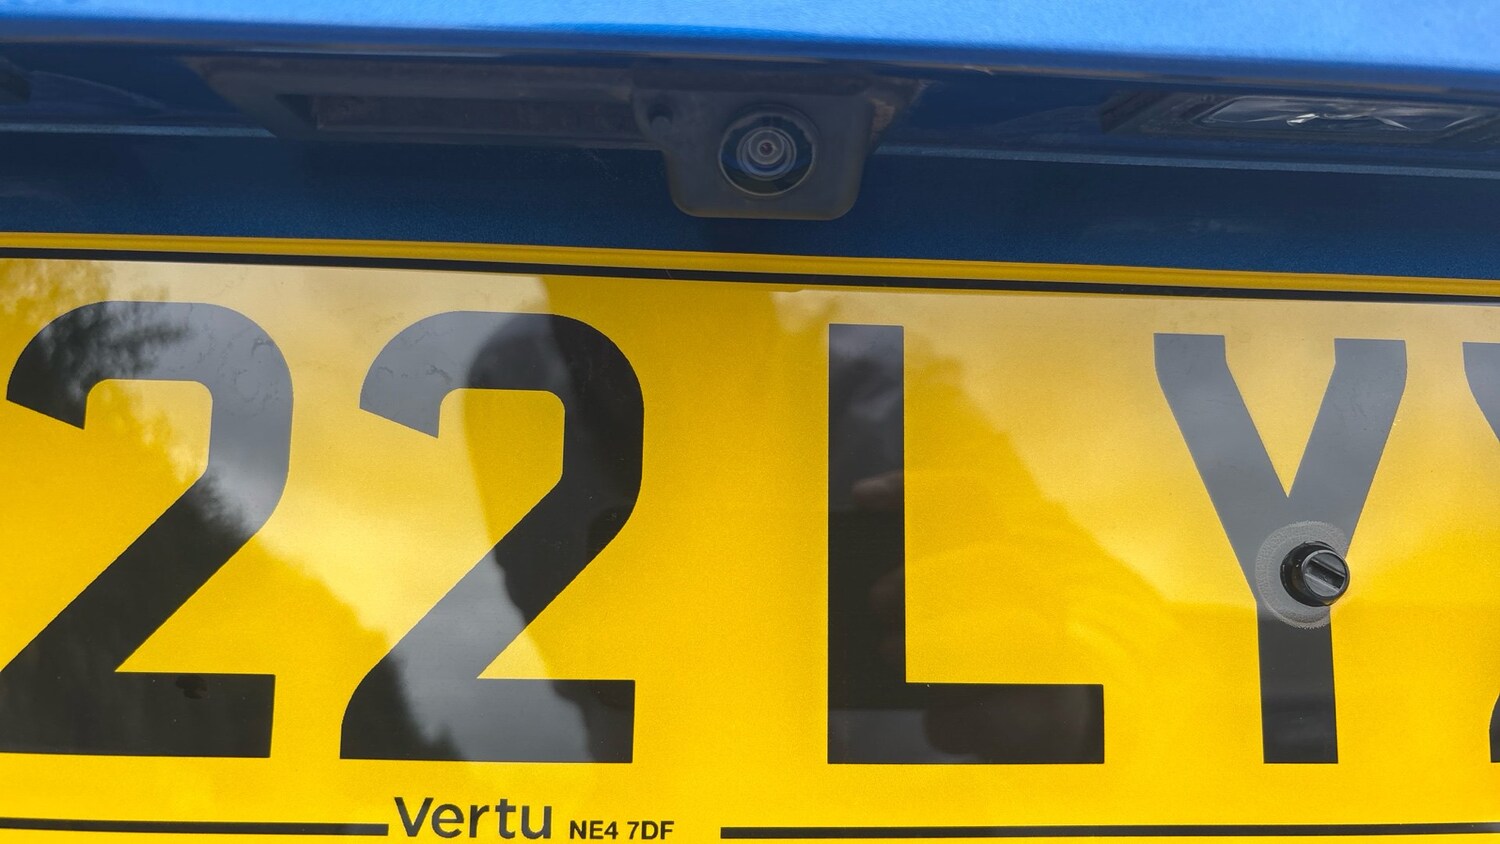 22 LY
Vertu NE4 7DF